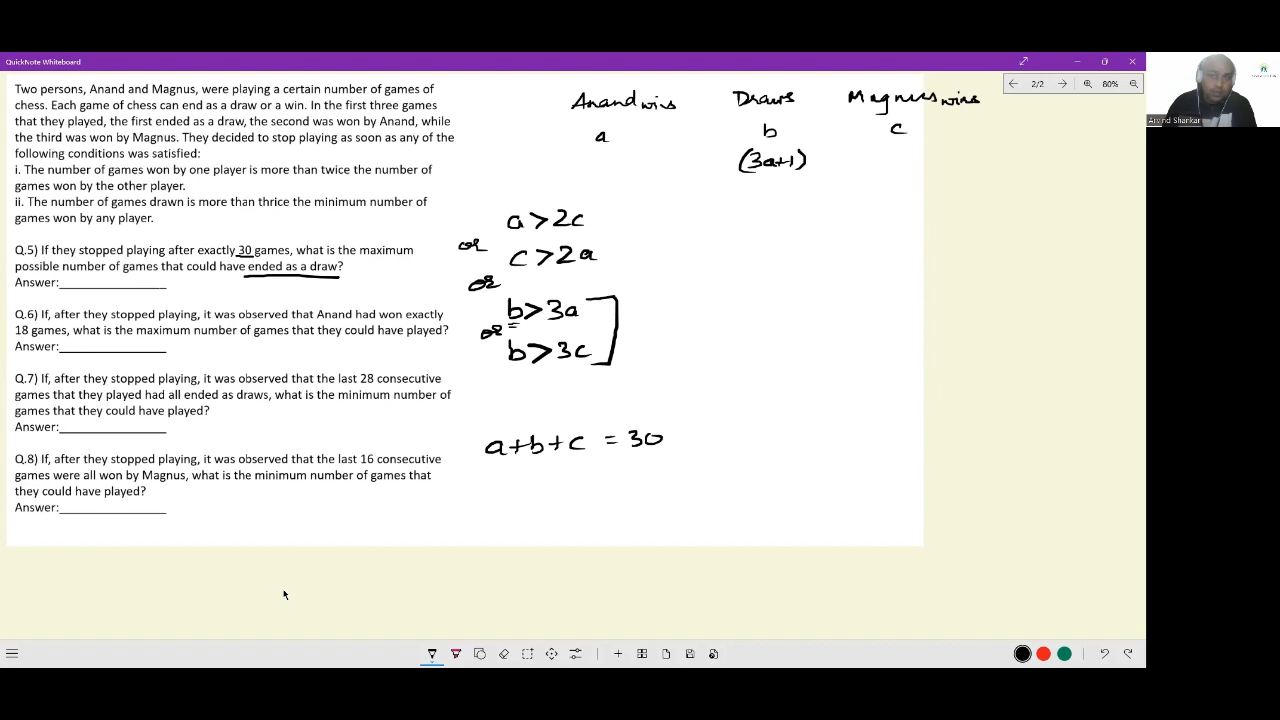 QuickNote Whiteboard
2/2
80%
Arvind Shankar
Two persons, Anand and Magnus, were playing a certain number of games of
chess. Each game of chess can end as a draw or a win. In the first three games
that they played, the first ended as a draw, the second was won by Anand, while
the third was won by Magnus. They decided to stop playing as soon as any of the
following conditions was satisfied:
i. The number of games won by one player is more than twice the number of
games won by the other player.
ii. The number of games drawn is more than thrice the minimum number of
games won by any player.
Q.5) If they stopped playing after exactly 30 games, what is the maximum
possible number of games that could have ended as a draw?
Answer:__________________
Q.6) If, after they stopped playing, it was observed that Anand had won exactly
18 games, what is the maximum number of games that they could have played?
Answer:__________________
Q.7) If, after they stopped playing, it was observed that the last 28 consecutive
games that they played had all ended as draws, what is the minimum number of
games that they could have played?
Answer:__________________
Q.8) If, after they stopped playing, it was observed that the last 16 consecutive
games were all won by Magnus, what is the minimum number of games that
they could have played?
Answer:__________________
Anand wins Draws Magnus wins
a b c
(3a+1)
a > 2c
or
c > 2a
or
b > 3a
or
b > 3c
a+b+c = 30